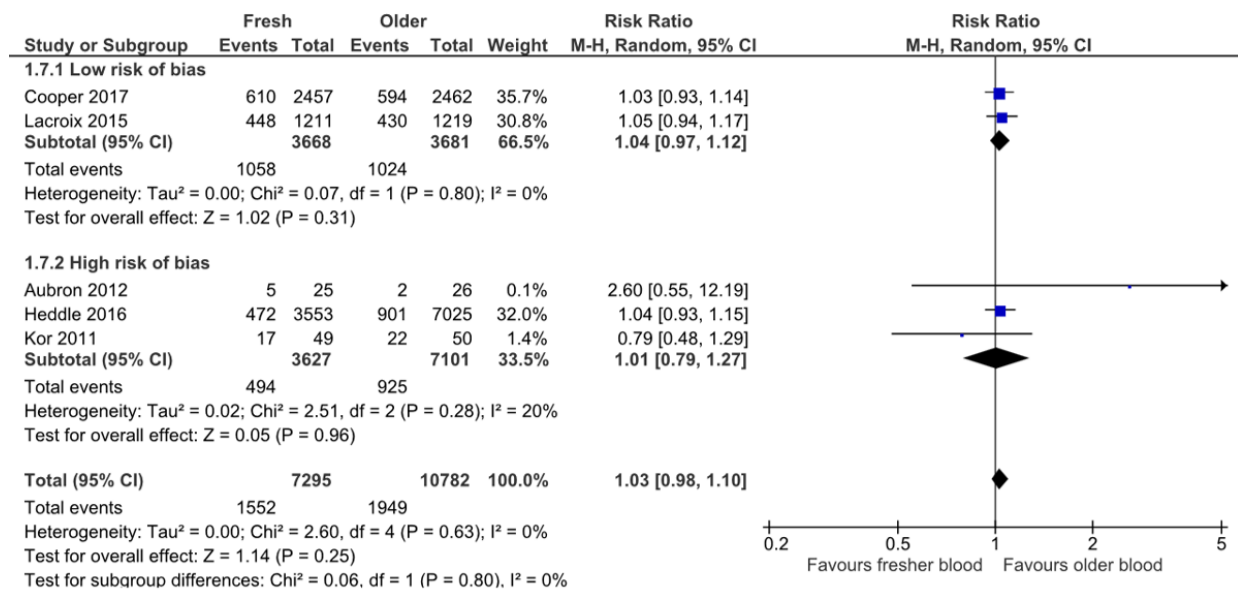 Fresh Older Risk Ratio Risk Ratio
Study or Subgroup Events Total Events Total Weight M-H, Random, 95% CI M-H, Random, 95% CI
1.7.1 Low risk of bias
Cooper 2017 610 2457 594 2462 35.7% 1.03 [0.93, 1.14]
Lacroix 2015 448 1211 430 1219 30.8% 1.05 [0.94, 1.17]
Subtotal (95% CI) 3668 3681 66.5% 1.04 [0.97, 1.12]
Total events 1058 1024
Heterogeneity: Tau² = 0.00; Chi² = 0.07, df = 1 (P = 0.80); I² = 0%
Test for overall effect: Z = 1.02 (P = 0.31)
1.7.2 High risk of bias
Aubron 2012 5 25 2 26 0.1% 2.60 [0.55, 12.19]
Heddle 2016 472 3553 901 7025 32.0% 1.04 [0.93, 1.15]
Kor 2011 17 49 22 50 1.4% 0.79 [0.48, 1.29]
Subtotal (95% CI) 3627 7101 33.5% 1.01 [0.79, 1.27]
Total events 494 925
Heterogeneity: Tau² = 0.02; Chi² = 2.51, df = 2 (P = 0.28); I² = 20%
Test for overall effect: Z = 0.05 (P = 0.96)
Total (95% CI) 7295 10782 100.0% 1.03 [0.98, 1.10]
Total events 1552 1949
Heterogeneity: Tau² = 0.00; Chi² = 2.60, df = 4 (P = 0.63); I² = 0%
Test for overall effect: Z = 1.14 (P = 0.25)
Test for subgroup differences: Chi² = 0.06, df = 1 (P = 0.80), I² = 0%
0.2 0.5 1 2 5
Favours fresher blood Favours older blood